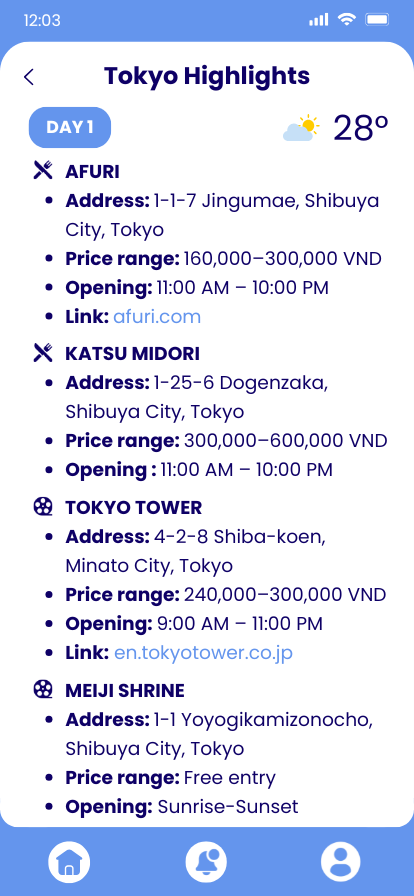 12:03
Tokyo Highlights
DAY 1
28°
AFURI
• Address: 1-1-7 Jingumae, Shibuya
City, Tokyo
• Price range: 160,000–300,000 VND
• Opening: 11:00 AM – 10:00 PM
• Link: afuri.com
KATSU MIDORI
• Address: 1-25-6 Dogenzaka,
Shibuya City, Tokyo
• Price range: 300,000–600,000 VND
• Opening : 11:00 AM – 10:00 PM
TOKYO TOWER
• Address: 4-2-8 Shiba-koen,
Minato City, Tokyo
• Price range: 240,000–300,000 VND
• Opening: 9:00 AM – 11:00 PM
• Link: en.tokyotower.co.jp
MEIJI SHRINE
• Address: 1-1 Yoyogikamizonocho,
Shibuya City, Tokyo
• Price range: Free entry
• Opening: Sunrise-Sunset